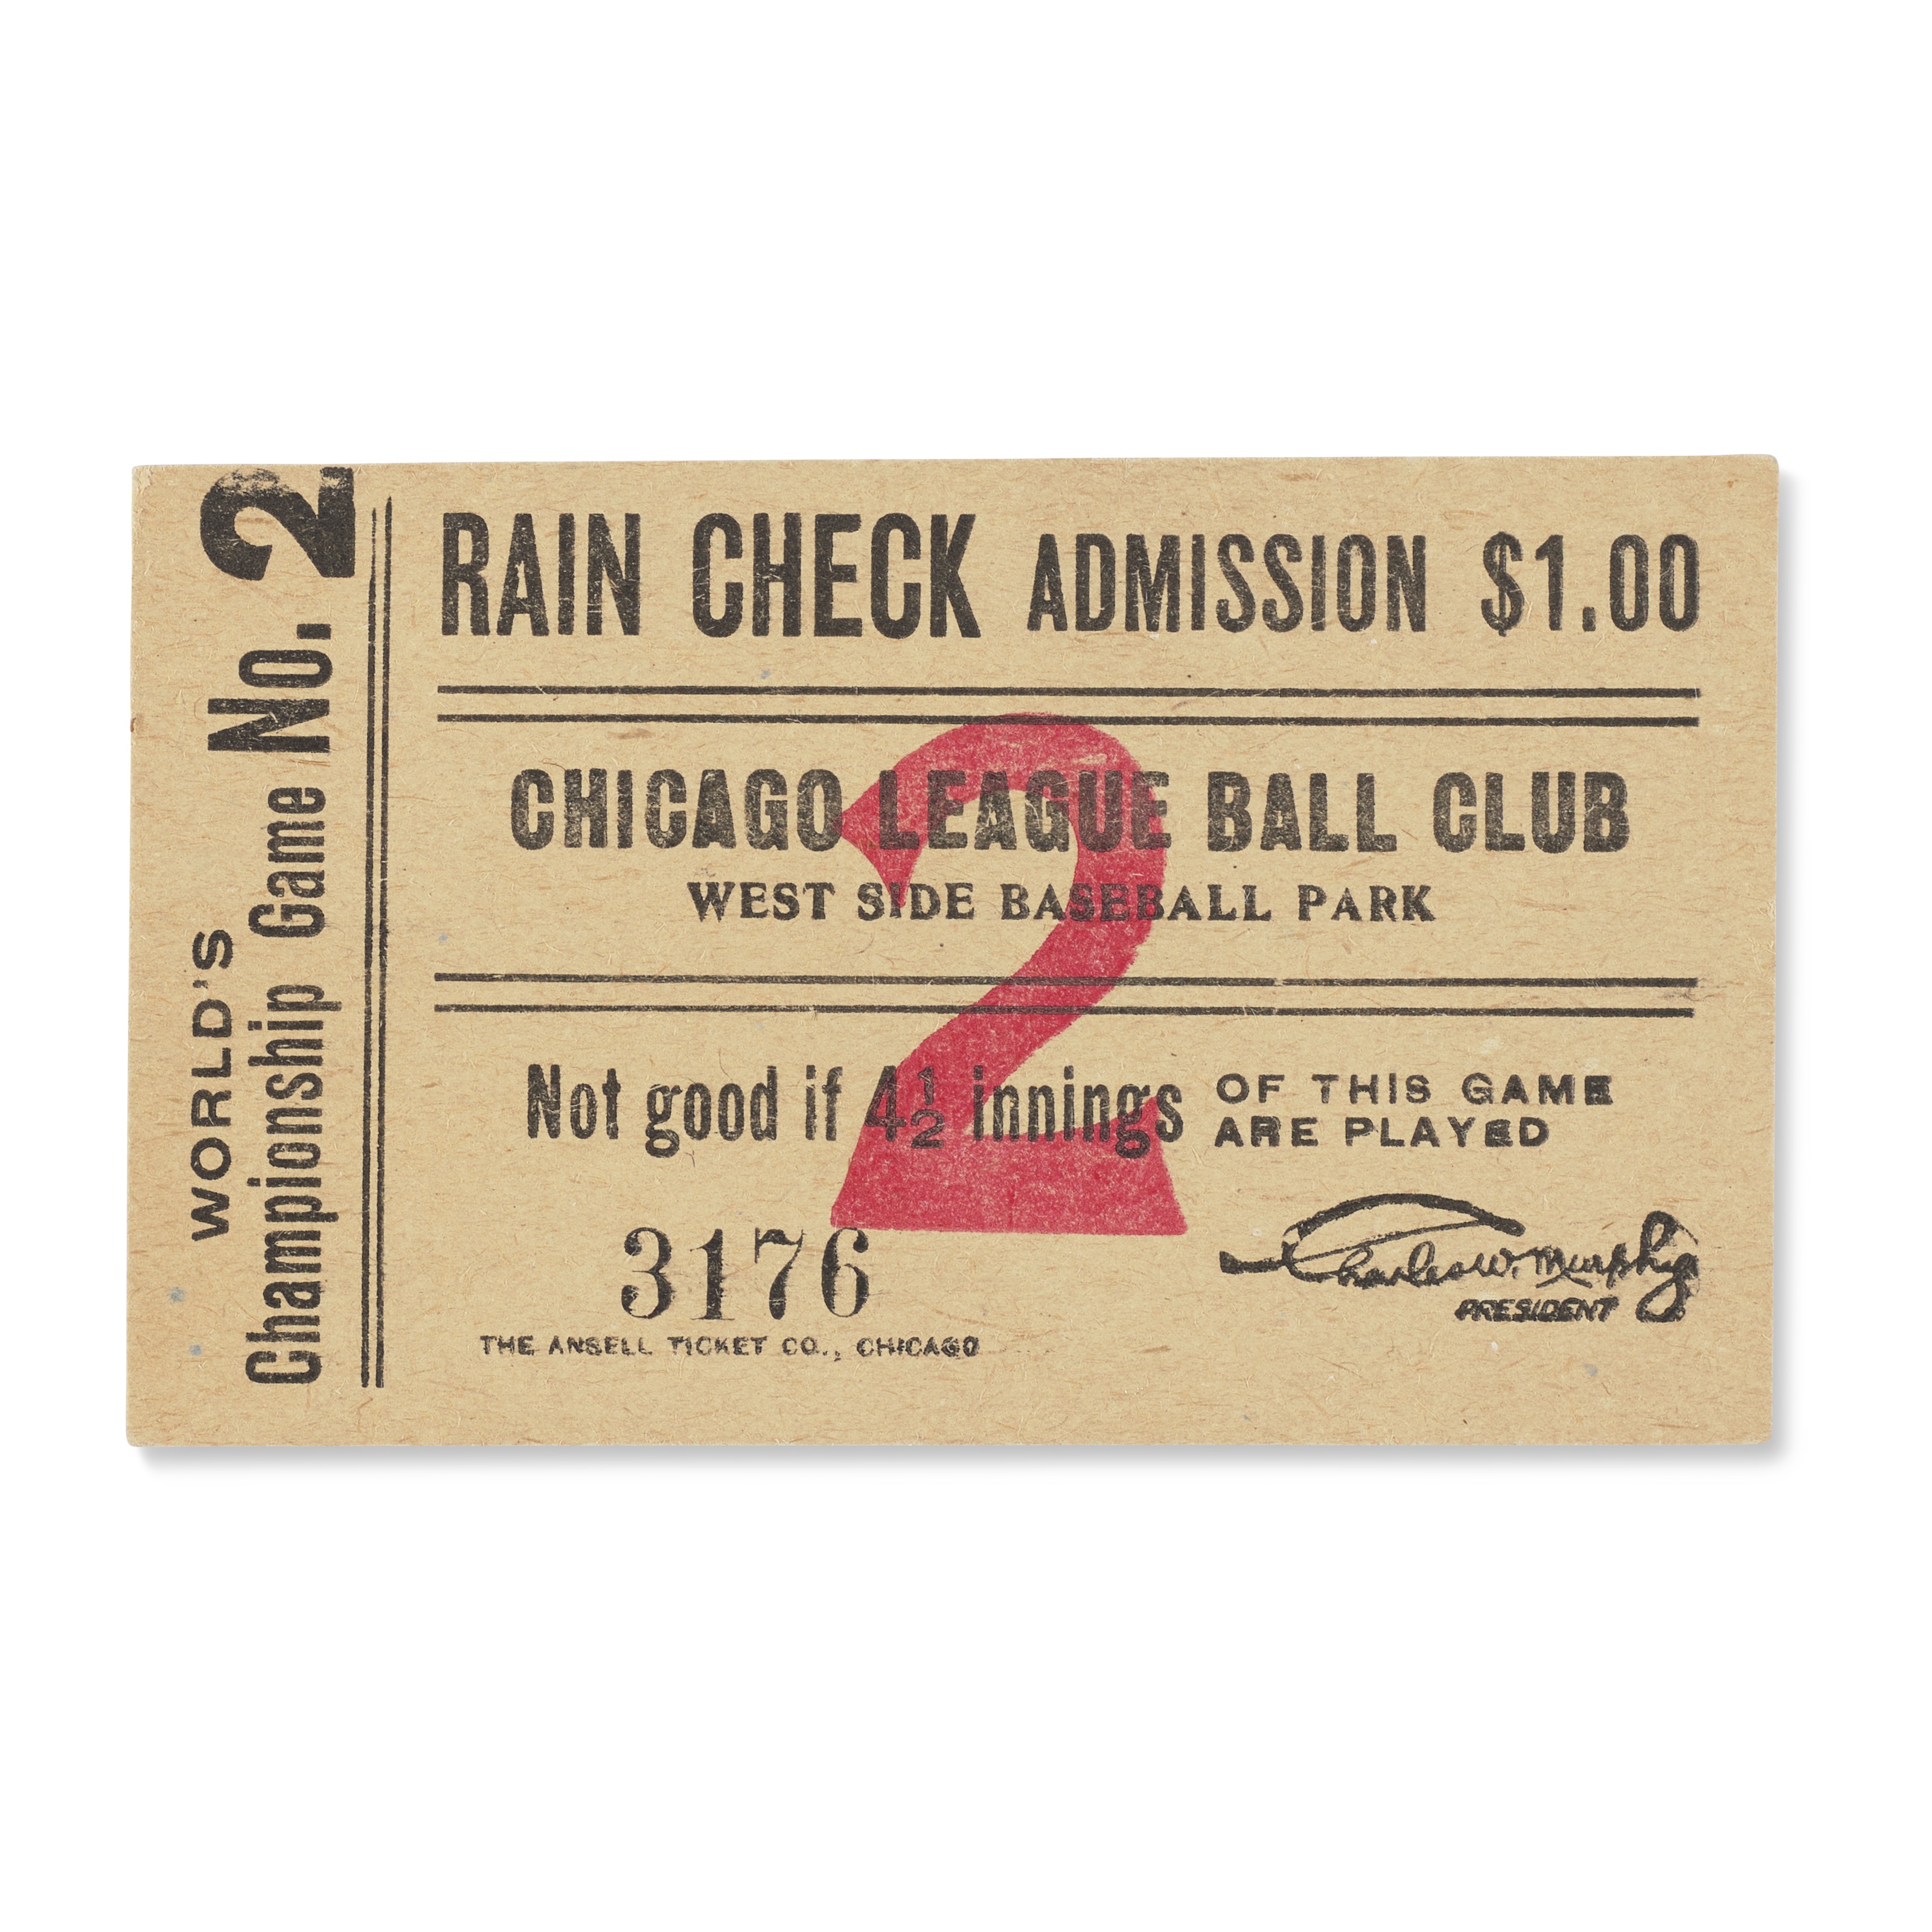 WORLD'S
Championship Game No. 2
RAIN CHECK ADMISSION $1.00
CHICAGO LEAGUE BALL CLUB
WEST SIDE BASEBALL PARK
2
Not good if 4½ innings OF THIS GAME
ARE PLAYED
3176
Charles W. Murphy
PRESIDENT
THE ANSELL TICKET CO., CHICAGO